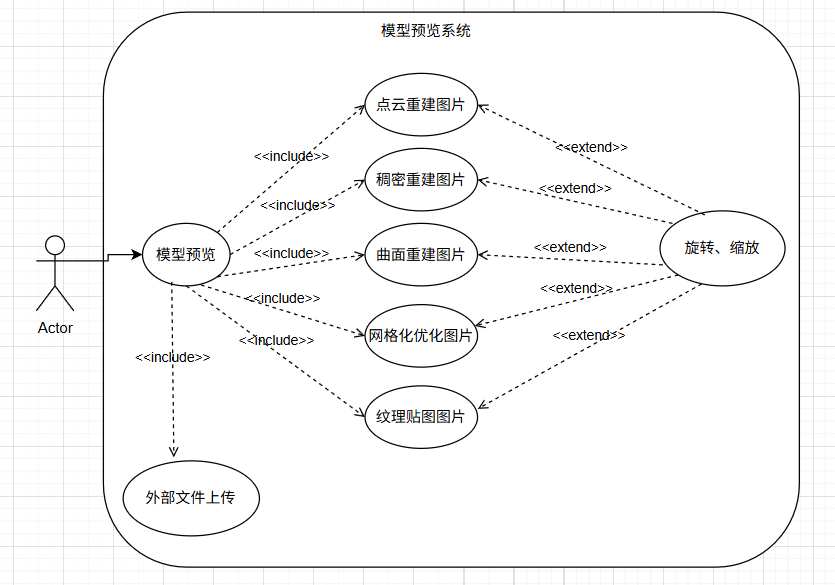 模型预览系统
点云重建图片
<<include>>
<<extend>>
稠密重建图片
<<include>>
<<extend>>
模型预览
<<include>>
曲面重建图片
<<extend>>
旋转、缩放
<<include>>
<<extend>>
Actor
<<include>>
网格化优化图片
<<extend>>
<<include>>
纹理贴图图片
外部文件上传